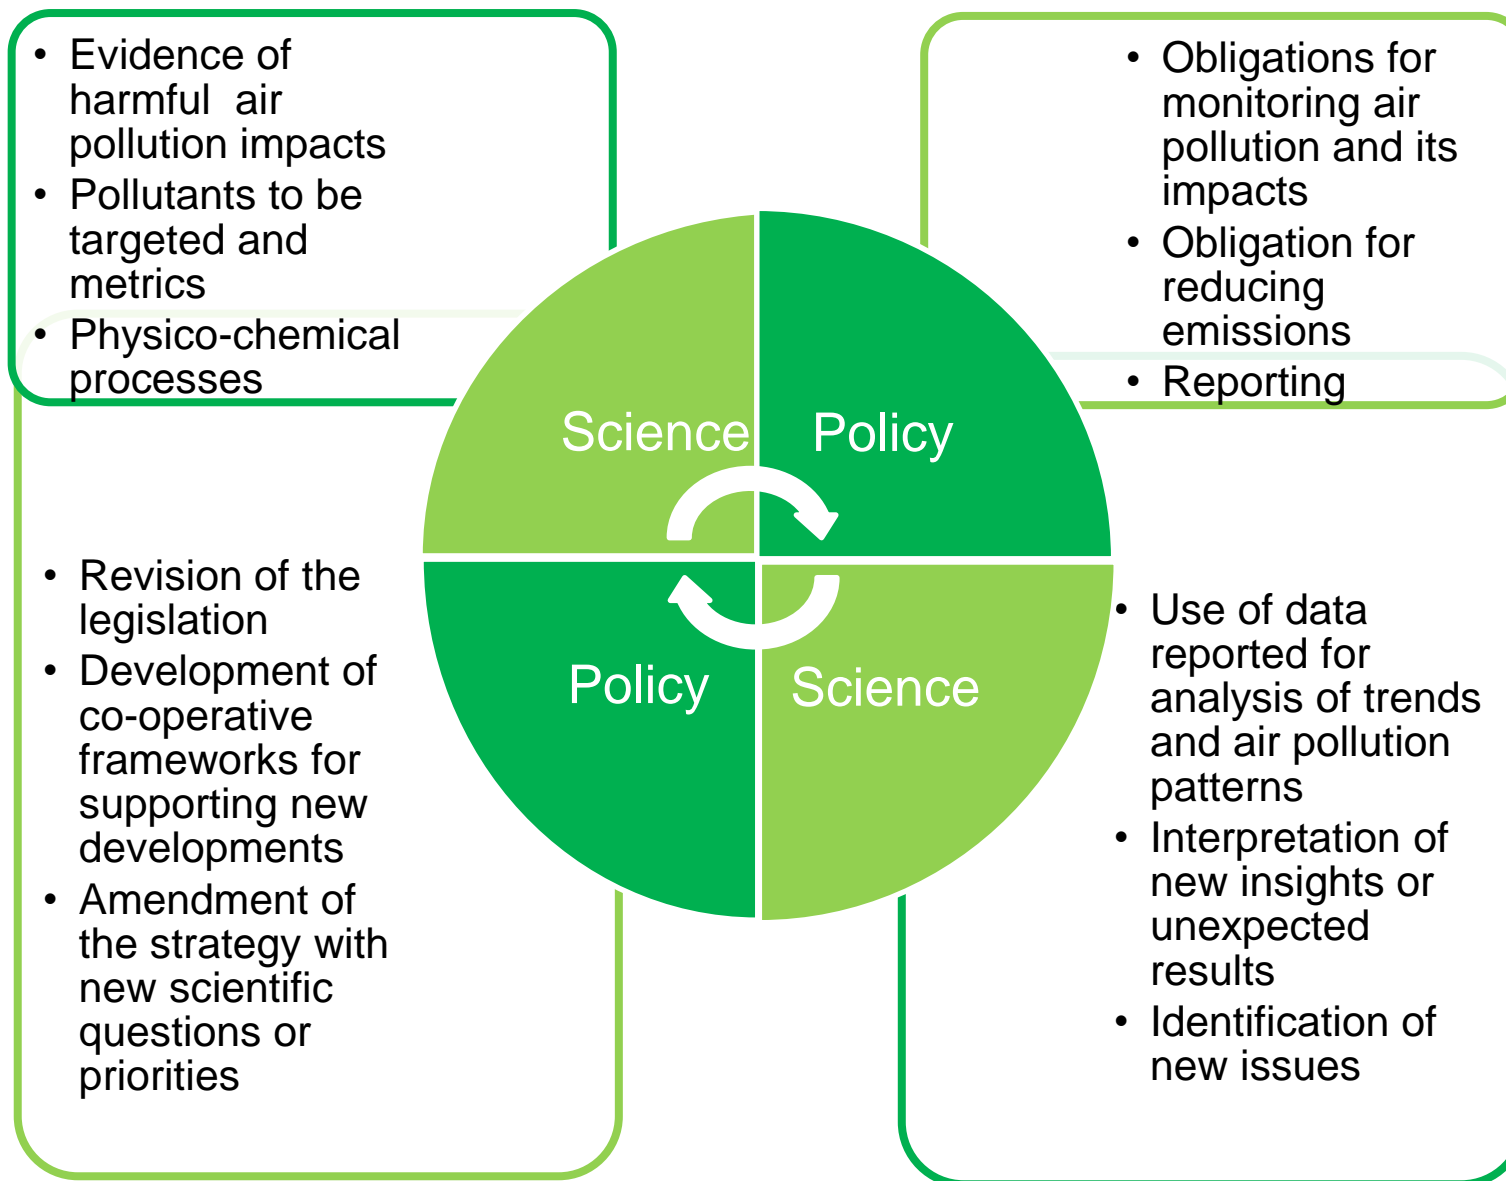 • Evidence of
harmful air
pollution impacts
• Pollutants to be
targeted and
metrics
• Physico-chemical
processes
• Obligations for
monitoring air
pollution and its
impacts
• Obligation for
reducing
emissions
• Reporting
Science
Policy
Policy
Science
• Revision of the
legislation
• Development of
co-operative
frameworks for
supporting new
developments
• Amendment of
the strategy with
new scientific
questions or
priorities
• Use of data
reported for
analysis of trends
and air pollution
patterns
• Interpretation of
new insights or
unexpected
results
• Identification of
new issues